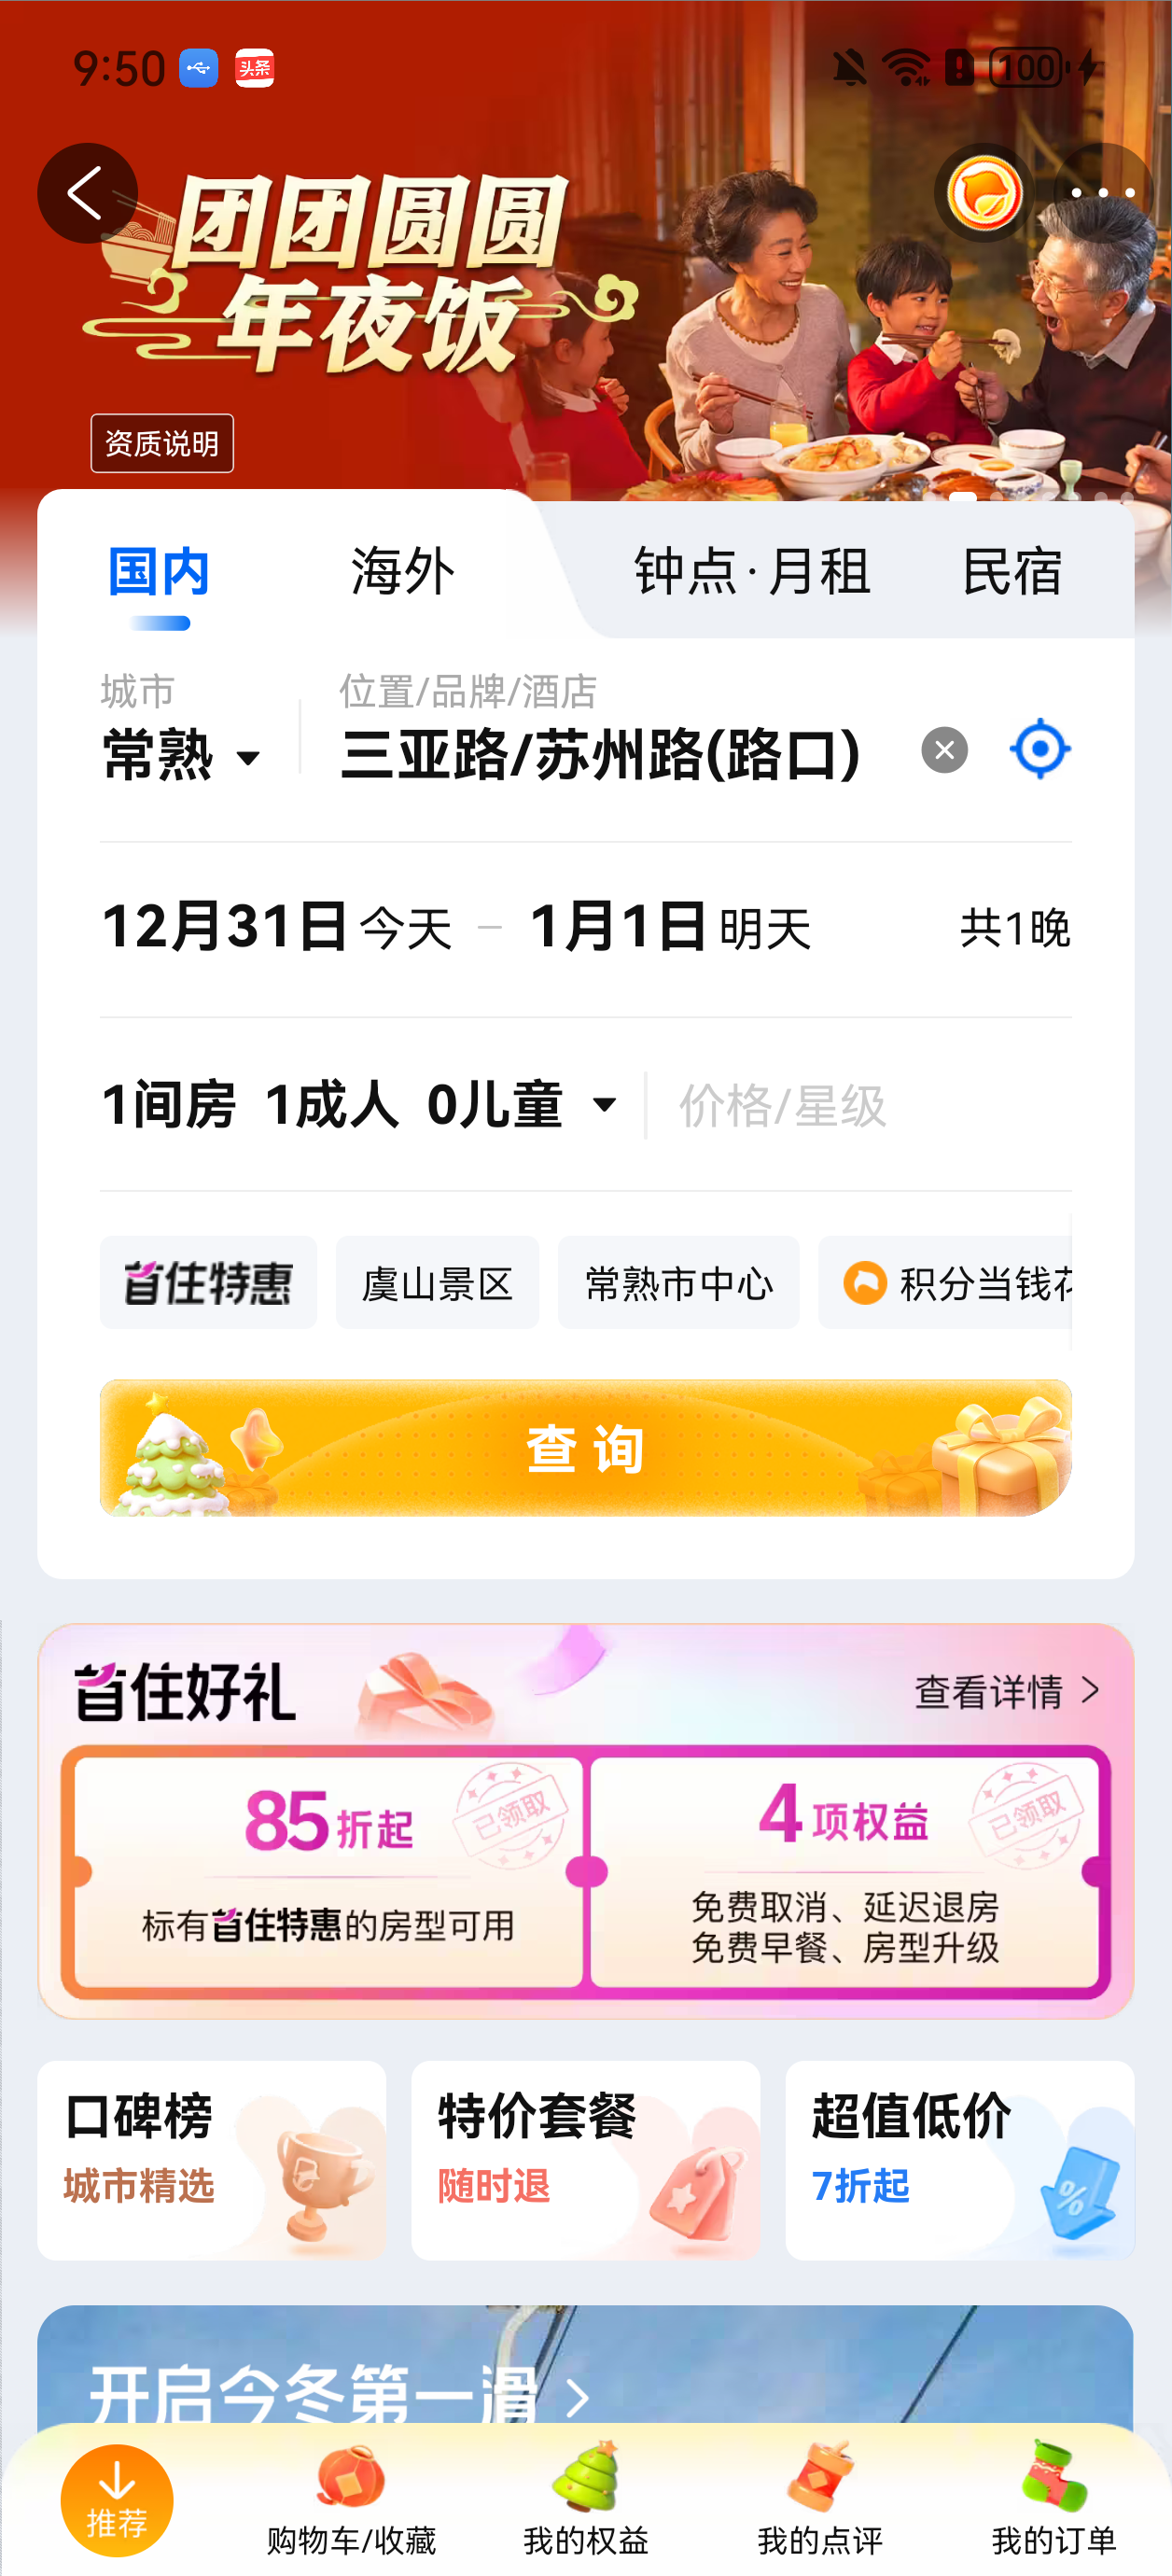 9:50 头条 100
团团圆圆
年夜饭
资质说明
国内 海外 钟点·月租 民宿
城市 位置/品牌/酒店
常熟 三亚路/苏州路(路口)
12月31日 今天 – 1月1日 明天 共1晚
1间房 1成人 0儿童 价格/星级
首住特惠 虞山景区 常熟市中心 积分当钱花
查询
首住好礼 查看详情 >
85折起 已领取 4项权益 已领取
标有首住特惠的房型可用 免费取消、延迟退房
免费早餐、房型升级
口碑榜 特价套餐 超值低价
城市精选 随时退 7折起
%
开启今冬第一滑 >
推荐 购物车/收藏 我的权益 我的点评 我的订单